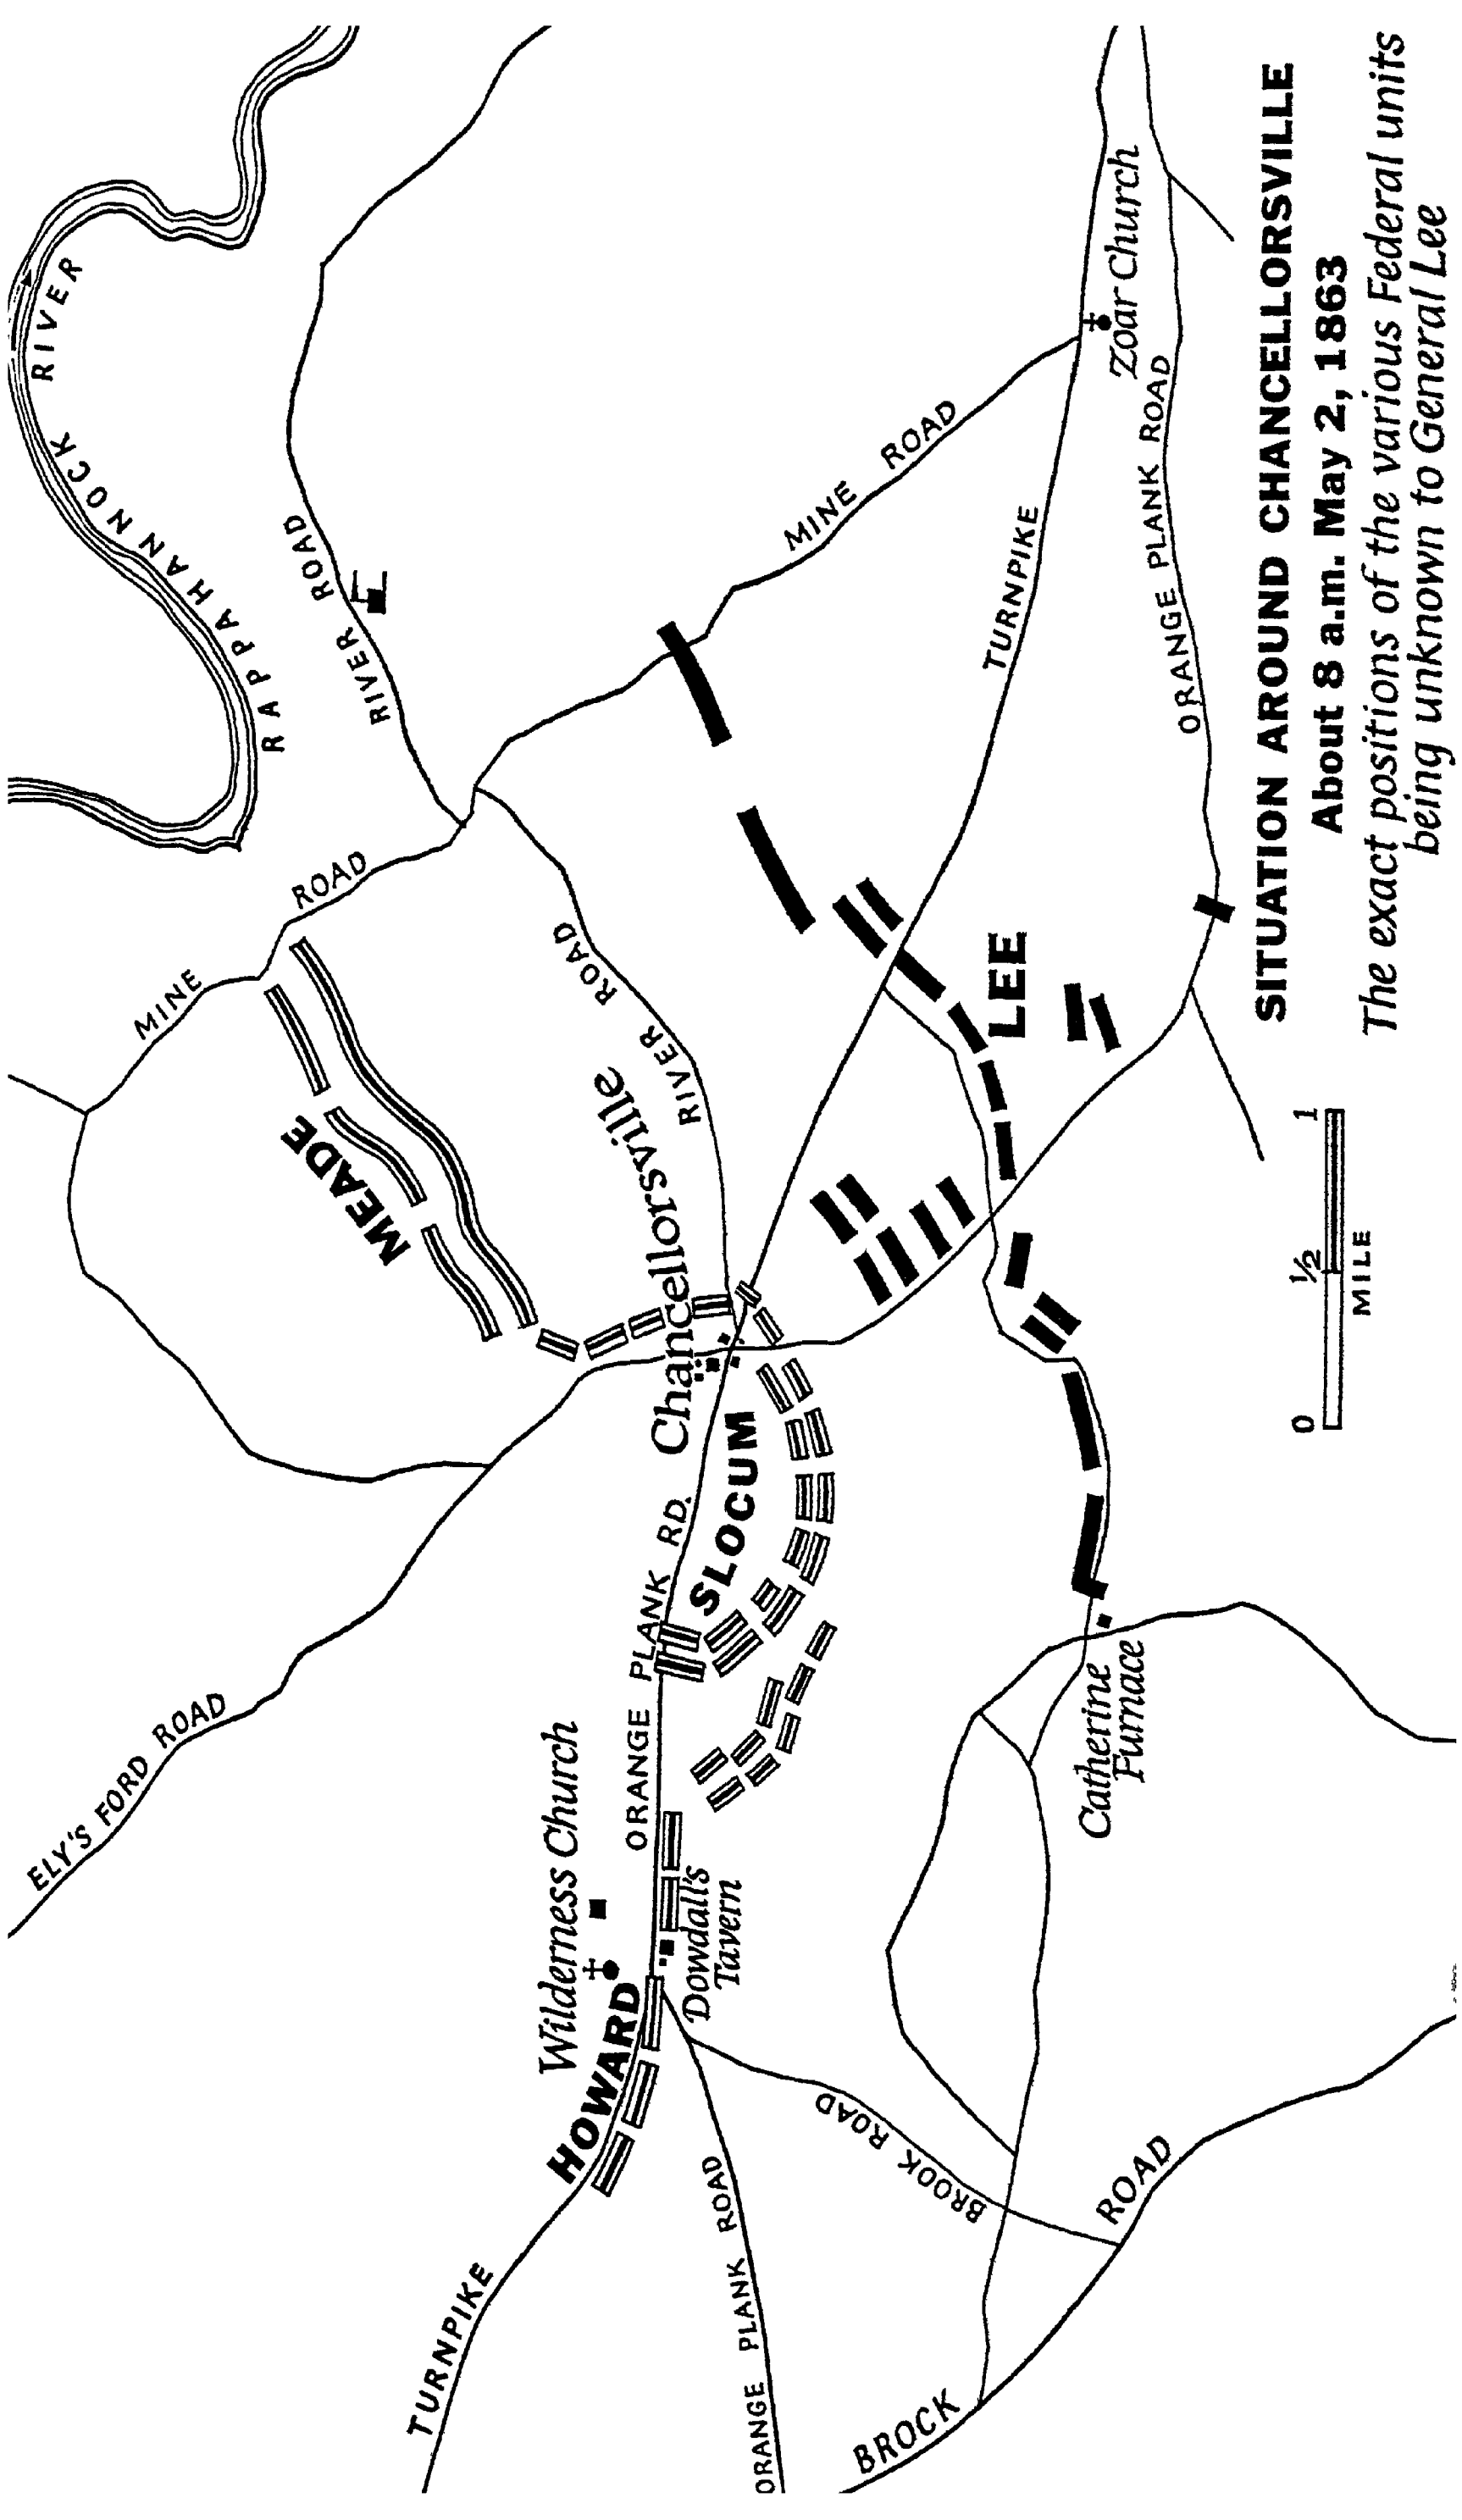 RAPPAHANNOCK RIVER
RIVER ROAD
MINE ROAD
MINE ROAD
ELY'S FORD ROAD
RIVER ROAD
MEADE
Chancellorsville
TURNPIKE
Zoar Church
ORANGE PLANK ROAD
LEE
SLOCUM
ORANGE PLANK RD.
Wilderness Church
HOWARD
Dowdall's
Tavern
TURNPIKE
ORANGE PLANK ROAD
ORANGE PLANK ROAD
BROOK ROAD
BROCK ROAD
Catherine
Furnace
0 1/2 1
MILE
SITUATION AROUND CHANCELLORSVILLE
About 8 a.m. May 2, 1863
The exact positions of the various Federal units
being unknown to General Lee